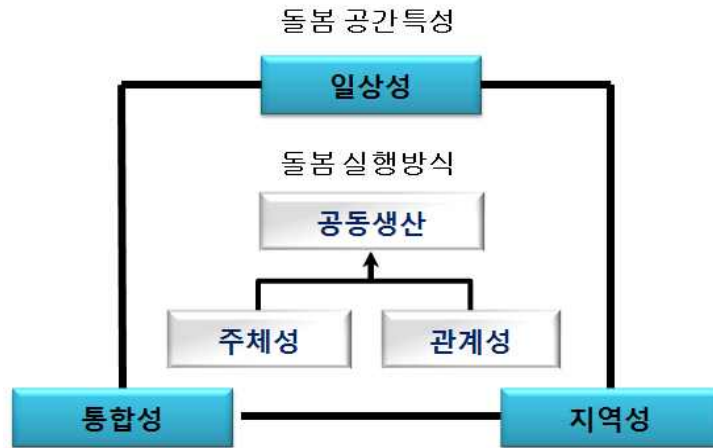 돌봄 공간특성
일상성
돌봄 실행방식
공동생산
주체성 관계성
통합성 지역성